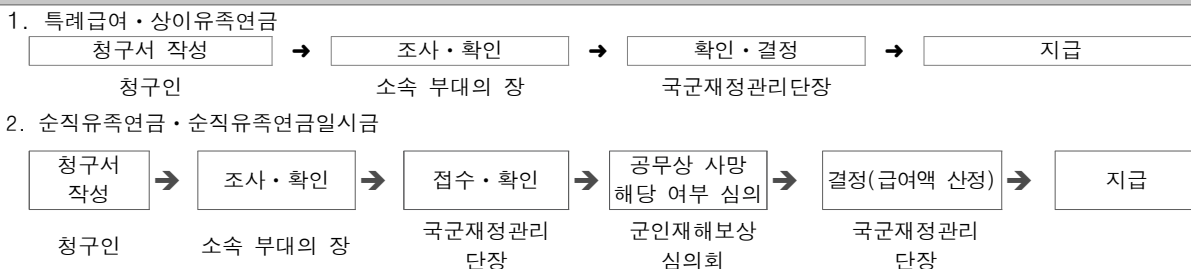 1. 특례급여・상이유족연금
청구서 작성 ➜ 조사・확인 ➜ 확인・결정 ➜ 지급
청구인 소속 부대의 장 국군재정관리단장
2. 순직유족연금・순직유족연금일시금
청구서 작성 ➔ 조사・확인 ➔ 접수・확인 ➔ 공무상 사망 해당 여부 심의 ➔ 결정(급여액 산정) ➔ 지급
청구인 소속 부대의 장 국군재정관리단장 군인재해보상심의회 국군재정관리단장